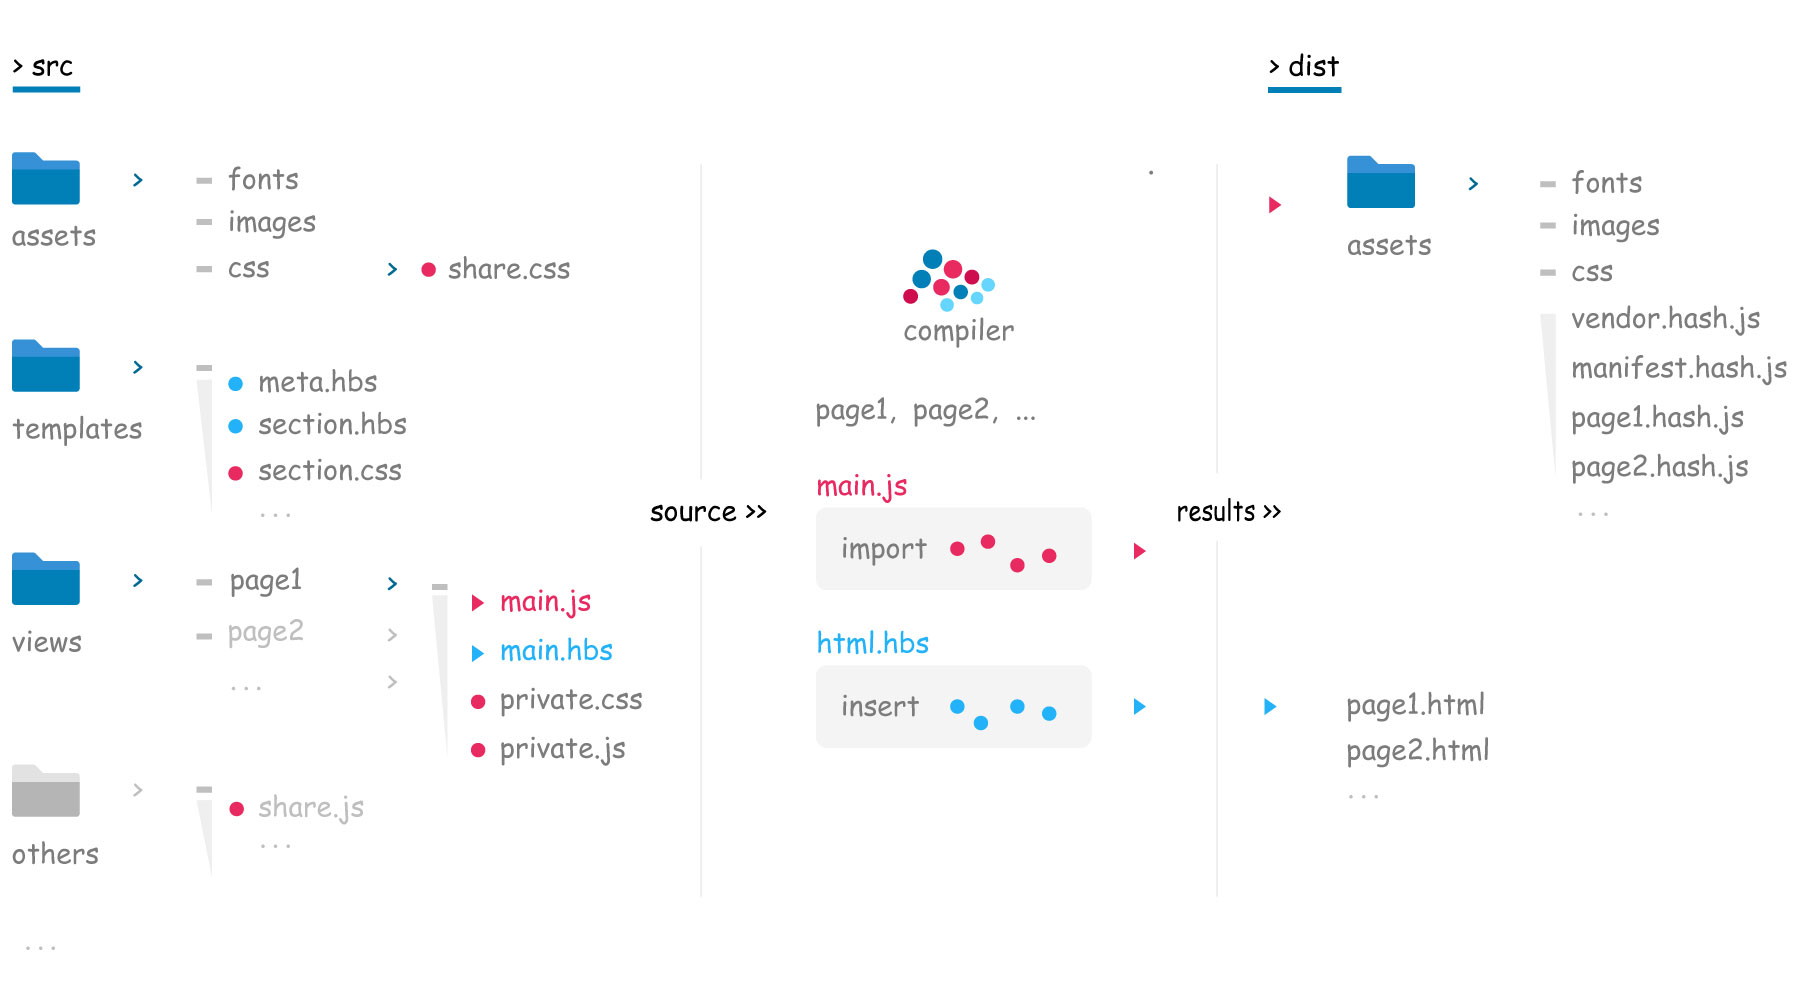 > src
assets
>
fonts
images
css > share.css
templates
>
meta.hbs
section.hbs
section.css
...
views
>
page1 >
page2 >
... >
main.js
main.hbs
private.css
private.js
others
>
share.js
...
...
source >>
compiler
page1, page2, ...
main.js
import
html.hbs
insert
results >>
> dist
assets
>
fonts
images
css
vendor.hash.js
manifest.hash.js
page1.hash.js
page2.hash.js
...
page1.html
page2.html
...